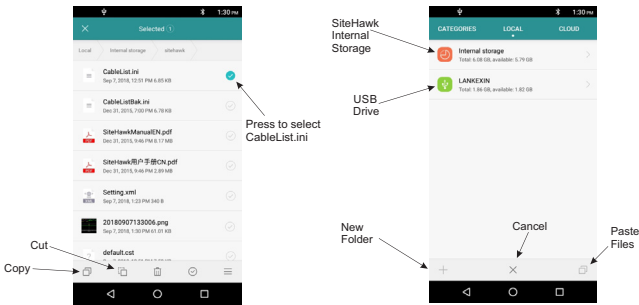 1:30 PM
Selected ①
Local
Internal storage
sitehawk
CableList.ini
Sep 7, 2018, 12:51 PM 6.85 KB
CableListBak.ini
Dec 31, 2015, 7:00 PM 6.78 KB
SiteHawkManualEN.pdf
Dec 31, 2015, 9:46 PM 8.17 MB
SiteHawk用户手册CN.pdf
Dec 31, 2015, 9:46 PM 2.89 MB
Setting.xml
Sep 7, 2018, 1:23 PM 340 B
20180907133006.png
Sep 7, 2018, 1:30 PM 61.01 KB
default.cst
Press to select
CableList.ini
Cut
Copy
SiteHawk
Internal
Storage
USB
Drive
1:30 PM
CATEGORIES
LOCAL
CLOUD
Internal storage
Total: 6.08 GB, available: 5.79 GB
LANKEXIN
Total: 1.86 GB, available: 1.82 GB
New
Folder
Cancel
Paste
Files